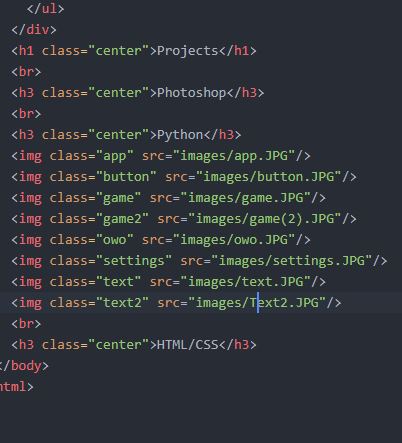 </ul>
</div>
<h1 class="center">Projects</h1>
<br>
<h3 class="center">Photoshop</h3>
<br>
<h3 class="center">Python</h3>
<img class="app" src="images/app.JPG"/>
<img class="button" src="images/button.JPG"/>
<img class="game" src="images/game.JPG"/>
<img class="game2" src="images/game(2).JPG"/>
<img class="owo" src="images/owo.JPG"/>
<img class="settings" src="images/settings.JPG"/>
<img class="text" src="images/text.JPG"/>
<img class="text2" src="images/Text2.JPG"/>
<br>
<h3 class="center">HTML/CSS</h3>
</body>
html>